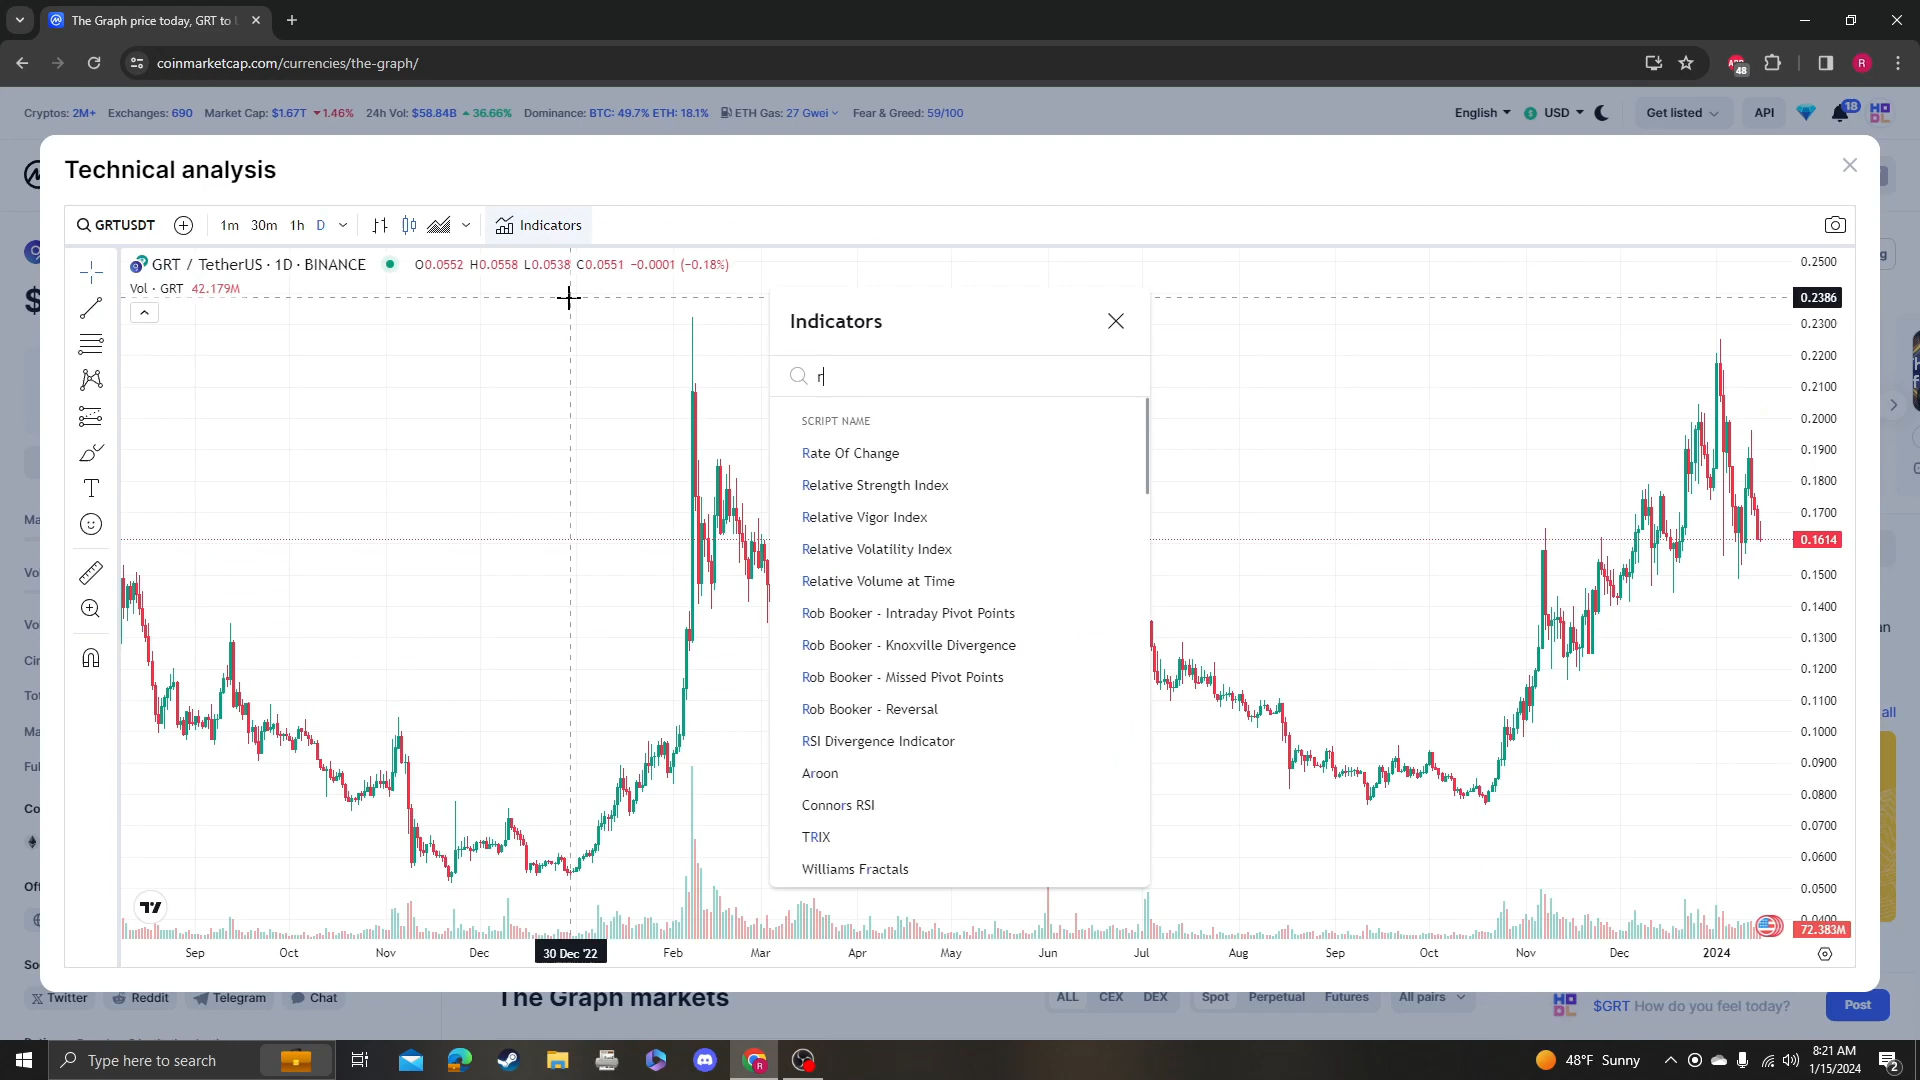 The Graph price today, GRT to
coinmarketcap.com/currencies/the-graph/
48
R
Cryptos: 2M+ Exchanges: 690 Market Cap: $1.67T 1.46% 24h Vol: $58.84B 36.66% Dominance: BTC: 49.7% ETH: 18.1% ETH Gas: 27 Gwei Fear & Greed: 59/100
English USD Get listed API 18
Technical analysis
GRTUSDT 1m 30m 1h D Indicators
GRT / TetherUS · 1D · BINANCE O0.0552 H0.0558 L0.0538 C0.0551 −0.0001 (−0.18%)
Vol · GRT 42.179M
0.2500
0.2386
0.2300
0.2200
0.2100
0.2000
0.1900
0.1800
0.1700
0.1614
0.1500
0.1400
0.1300
0.1200
0.1100
0.1000
0.0900
0.0800
0.0700
0.0600
0.0500
0.0400
72.383M
Indicators
r
SCRIPT NAME
Rate Of Change
Relative Strength Index
Relative Vigor Index
Relative Volatility Index
Relative Volume at Time
Rob Booker - Intraday Pivot Points
Rob Booker - Knoxville Divergence
Rob Booker - Missed Pivot Points
Rob Booker - Reversal
RSI Divergence Indicator
Aroon
Connors RSI
TRIX
Williams Fractals
Sep Oct Nov Dec 30 Dec '22 Feb Mar Apr May Jun Jul Aug Sep Oct Nov Dec 2024
Twitter Reddit Telegram Chat
The Graph markets
ALL CEX DEX Spot Perpetual Futures All pairs
$GRT How do you feel today? Post
Type here to search
48°F Sunny
8:21 AM
1/15/2024
2